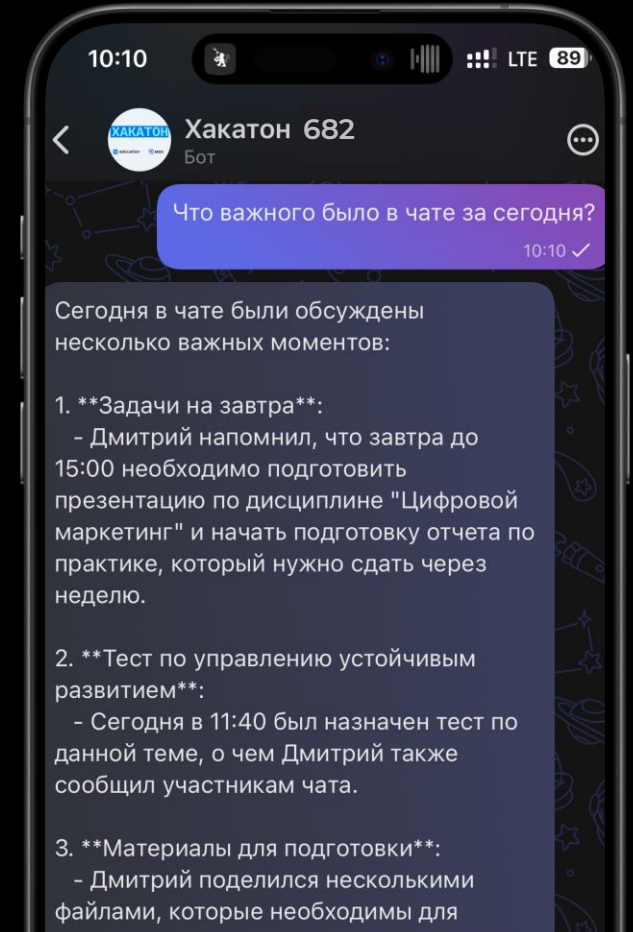 10:10
LTE 89
ХАКАТОН
Хакатон 682
Бот
Что важного было в чате за сегодня?
10:10
Сегодня в чате были обсуждены
несколько важных моментов:
1. **Задачи на завтра**:
- Дмитрий напомнил, что завтра до
15:00 необходимо подготовить
презентацию по дисциплине "Цифровой
маркетинг" и начать подготовку отчета по
практике, который нужно сдать через
неделю.
2. **Тест по управлению устойчивым
развитием**:
- Сегодня в 11:40 был назначен тест по
данной теме, о чем Дмитрий также
сообщил участникам чата.
3. **Материалы для подготовки**:
- Дмитрий поделился несколькими
файлами, которые необходимы для